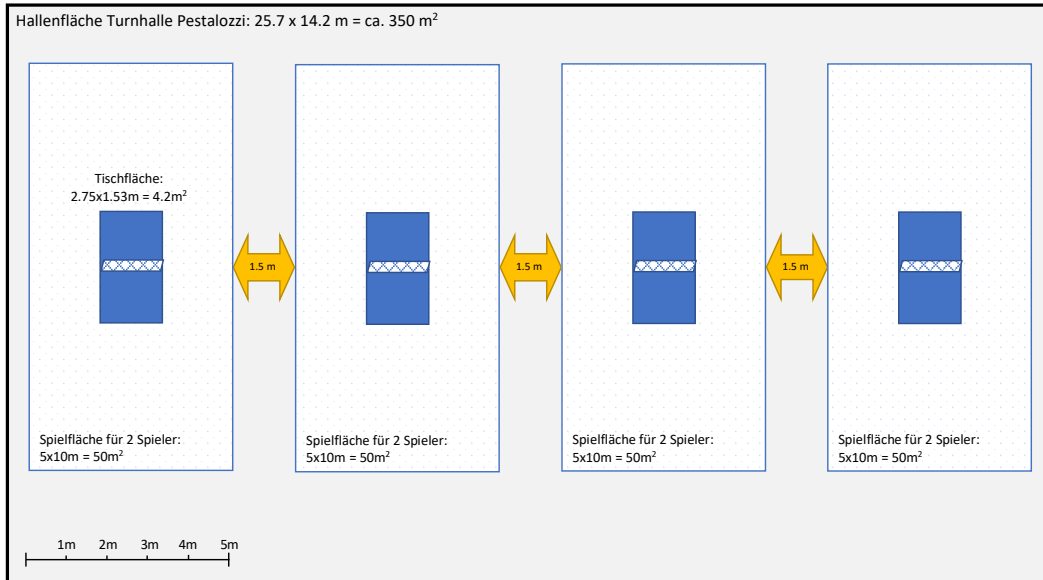 Hallenfläche Turnhalle Pestalozzi: 25.7 x 14.2 m = ca. 350 m²
Tischfläche:
2.75x1.53m = 4.2m²
1.5 m
1.5 m
1.5 m
Spielfläche für 2 Spieler:
5x10m = 50m²
Spielfläche für 2 Spieler:
5x10m = 50m²
Spielfläche für 2 Spieler:
5x10m = 50m²
Spielfläche für 2 Spieler:
5x10m = 50m²
1m 2m 3m 4m 5m